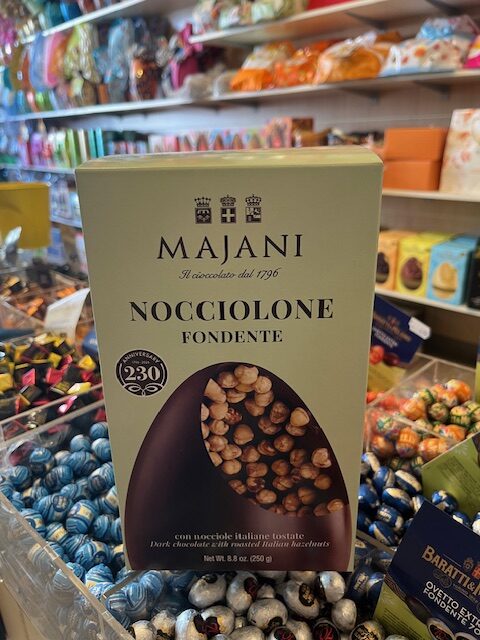 MAJANI
Il cioccolato dal 1796
NOCCIOLONE
FONDENTE
ANNIVERSARY
230
con nocciole italiane tostate
Dark chocolate with roasted Italian hazelnuts
Net Wt. 8.8 oz. (250 g)
BARATTI &
OVETTO EXT
FONDENTE